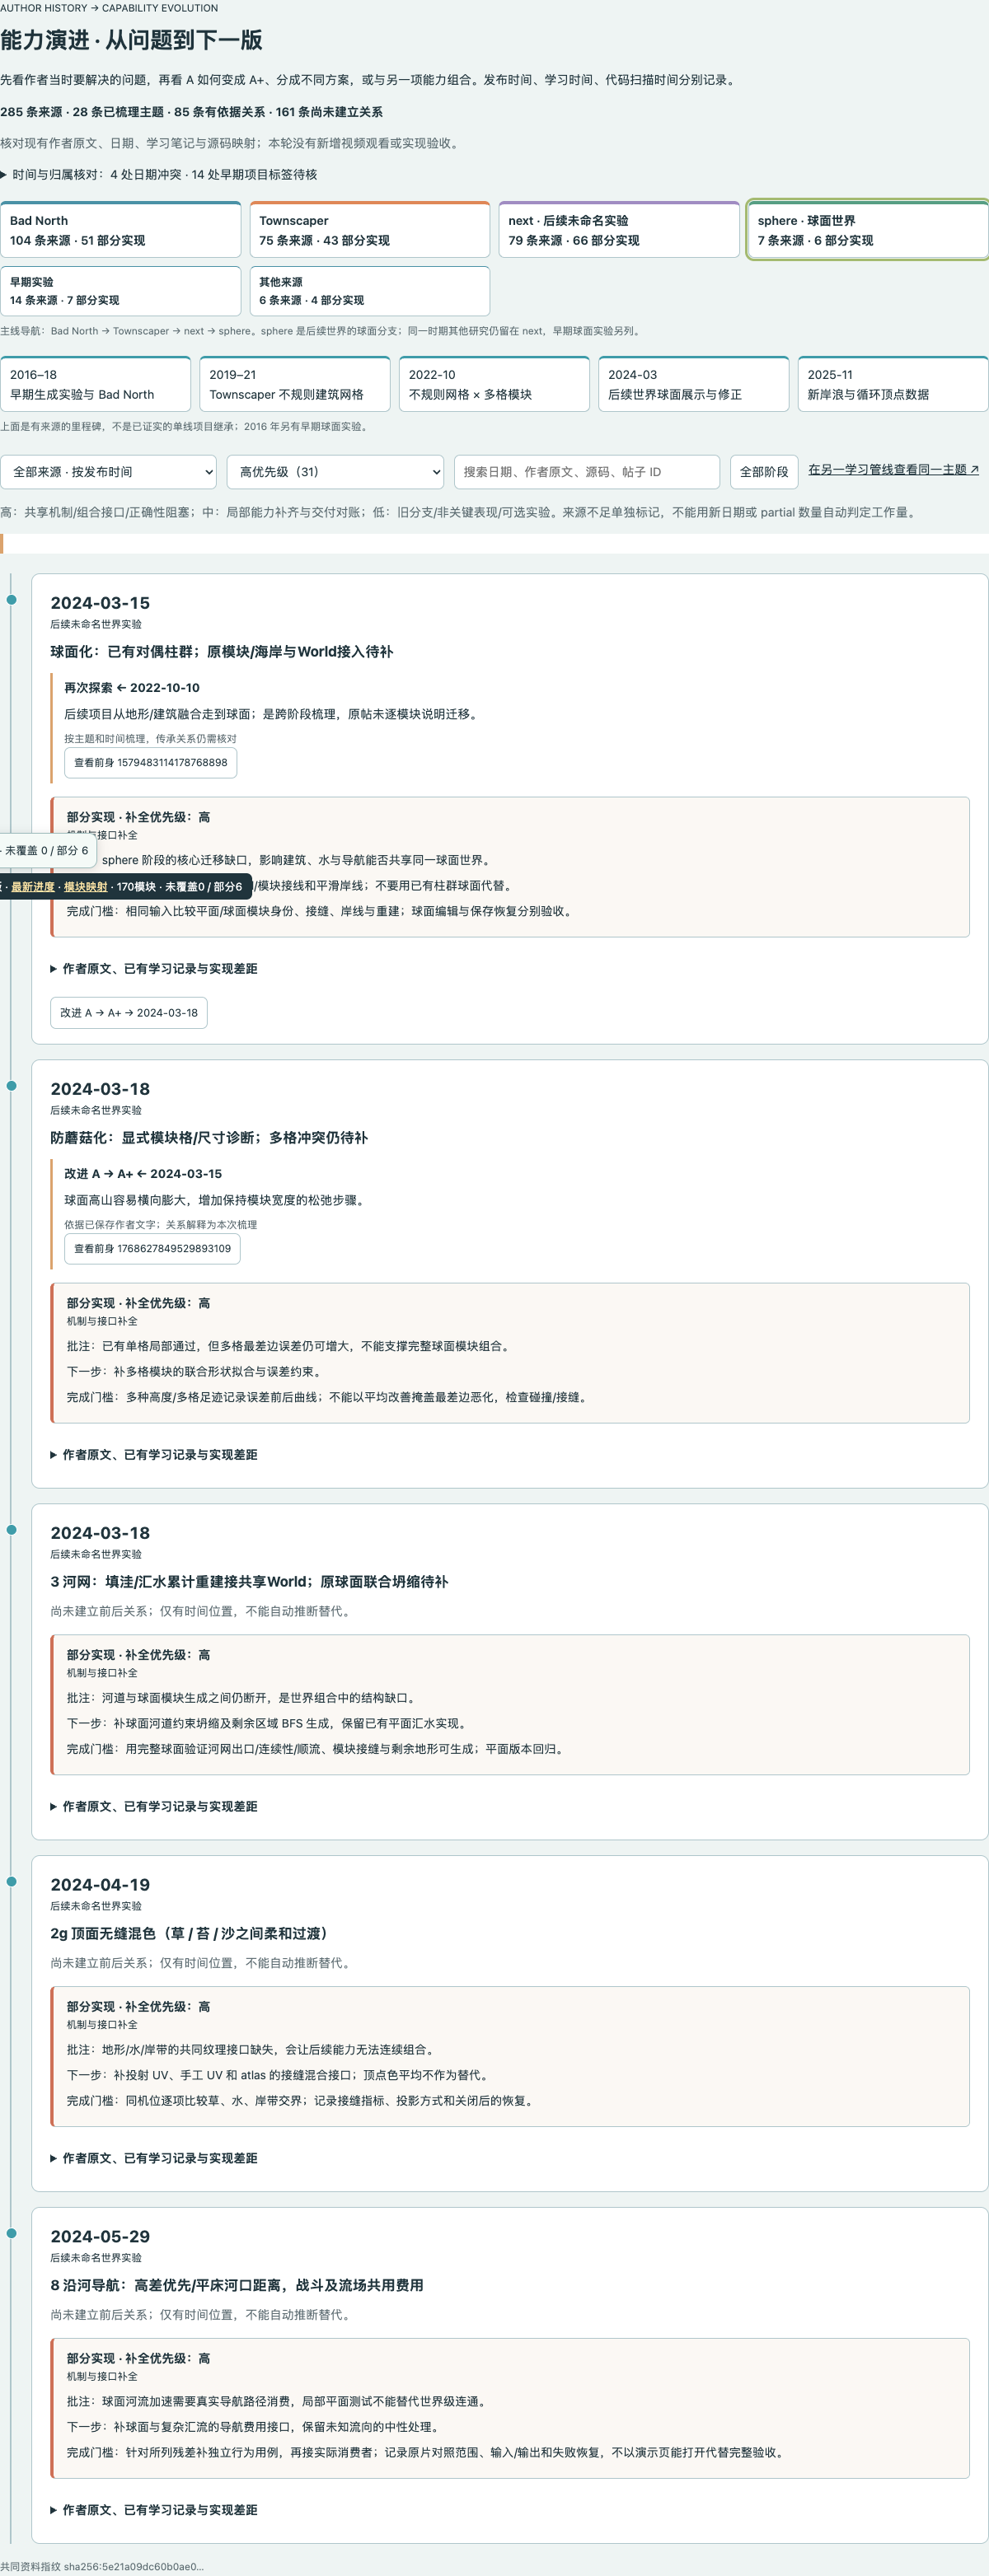 AUTHOR HISTORY → CAPABILITY EVOLUTION
能力演进 · 从问题到下一版
先看作者当时要解决的问题，再看 A 如何变成 A+、分成不同方案，或与另一项能力组合。发布时间、学习时间、代码扫描时间分别记录。
285 条来源 · 28 条已梳理主题 · 85 条有依据关系 · 161 条尚未建立关系
核对现有作者原文、日期、学习笔记与源码映射；本轮没有新增视频观看或实现验收。
▶ 时间与归属核对：4 处日期冲突 · 14 处早期项目标签待核
Bad North
104 条来源 · 51 部分实现
Townscaper
75 条来源 · 43 部分实现
next · 后续未命名实验
79 条来源 · 66 部分实现
sphere · 球面世界
7 条来源 · 6 部分实现
早期实验
14 条来源 · 7 部分实现
其他来源
6 条来源 · 4 部分实现
主线导航：Bad North → Townscaper → next → sphere。sphere 是后续世界的球面分支；同一时期其他研究仍留在 next，早期球面实验另列。
2016–18
早期生成实验与 Bad North
2019–21
Townscaper 不规则建筑网格
2022-10
不规则网格 × 多格模块
2024-03
后续世界球面展示与修正
2025-11
新岸浪与循环顶点数据
上面是有来源的里程碑，不是已证实的单线项目继承；2016 年另有早期球面实验。
全部来源 · 按发布时间
高优先级（31）
搜索日期、作者原文、源码、帖子 ID
全部阶段
在另一学习管线查看同一主题 ↗
高：共享机制/组合接口/正确性阻塞；中：局部能力补齐与交付对账；低：旧分支/非关键表现/可选实验。来源不足单独标记，不能用新日期或 partial 数量自动判定工作量。
2024-03-15
后续未命名世界实验
球面化：已有对偶柱群；原模块/海岸与World接入待补
再次探索 ← 2022-10-10
后续项目从地形/建筑融合走到球面；是跨阶段梳理，原帖未逐模块说明迁移。
按主题和时间梳理，传承关系仍需核对
查看前身 1579483114178768898
部分实现 · 补全优先级：高
机制与接口补全
· 未覆盖 0 / 部分 6
sphere 阶段的核心迁移缺口，影响建筑、水与导航能否共享同一球面世界。
· 最新进度 · 模块映射 · 170模块 · 未覆盖0 / 部分6
/模块接线和平滑岸线；不要用已有柱群球面代替。
完成门槛：相同输入比较平面/球面模块身份、接缝、岸线与重建；球面编辑与保存恢复分别验收。
▶ 作者原文、已有学习记录与实现差距
改进 A → A+ → 2024-03-18
2024-03-18
后续未命名世界实验
防蘑菇化：显式模块格/尺寸诊断；多格冲突仍待补
改进 A → A+ ← 2024-03-15
球面高山容易横向膨大，增加保持模块宽度的松弛步骤。
依据已保存作者文字；关系解释为本次梳理
查看前身 1768627849529893109
部分实现 · 补全优先级：高
机制与接口补全
批注：已有单格局部通过，但多格最差边误差仍可增大，不能支撑完整球面模块组合。
下一步：补多格模块的联合形状拟合与误差约束。
完成门槛：多种高度/多格足迹记录误差前后曲线；不能以平均改善掩盖最差边恶化，检查碰撞/接缝。
▶ 作者原文、已有学习记录与实现差距
2024-03-18
后续未命名世界实验
3 河网：填洼/汇水累计重建接共享World；原球面联合坍缩待补
尚未建立前后关系；仅有时间位置，不能自动推断替代。
部分实现 · 补全优先级：高
机制与接口补全
批注：河道与球面模块生成之间仍断开，是世界组合中的结构缺口。
下一步：补球面河道约束坍缩及剩余区域 BFS 生成，保留已有平面汇水实现。
完成门槛：用完整球面验证河网出口/连续性/顺流、模块接缝与剩余地形可生成；平面版本回归。
▶ 作者原文、已有学习记录与实现差距
2024-04-19
后续未命名世界实验
2g 顶面无缝混色（草 / 苔 / 沙之间柔和过渡）
尚未建立前后关系；仅有时间位置，不能自动推断替代。
部分实现 · 补全优先级：高
机制与接口补全
批注：地形/水/岸带的共同纹理接口缺失，会让后续能力无法连续组合。
下一步：补投射 UV、手工 UV 和 atlas 的接缝混合接口；顶点色平均不作为替代。
完成门槛：同机位逐项比较草、水、岸带交界；记录接缝指标、投影方式和关闭后的恢复。
▶ 作者原文、已有学习记录与实现差距
2024-05-29
后续未命名世界实验
8 沿河导航：高差优先/平床河口距离，战斗及流场共用费用
尚未建立前后关系；仅有时间位置，不能自动推断替代。
部分实现 · 补全优先级：高
机制与接口补全
批注：球面河流加速需要真实导航路径消费，局部平面测试不能替代世界级连通。
下一步：补球面与复杂汇流的导航费用接口，保留未知流向的中性处理。
完成门槛：针对所列残差补独立行为用例，再接实际消费者；记录原片对照范围、输入/输出和失败恢复，不以演示页能打开代替完整验收。
▶ 作者原文、已有学习记录与实现差距
共同资料指纹 sha256:5e21a09dc60b0ae0...